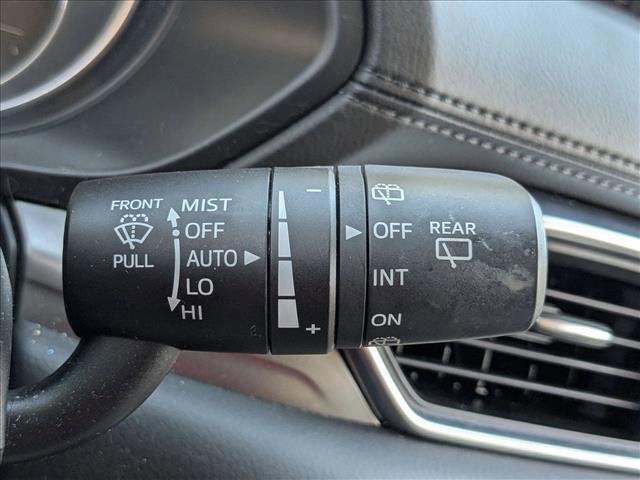 FRONT
PULL
MIST
OFF
AUTO
LO
HI
−
+
OFF
INT
ON
REAR